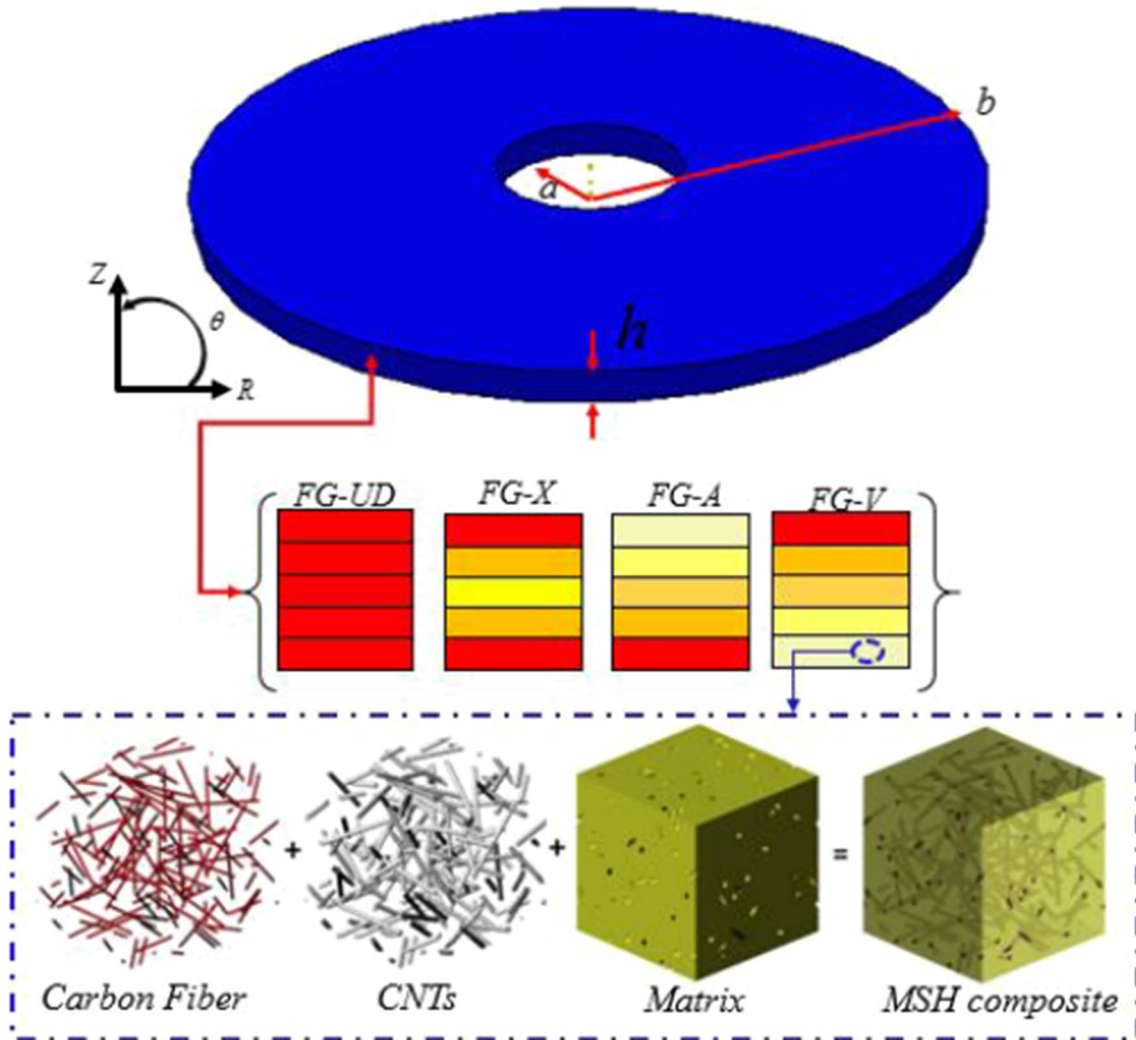 b
a
h
Z
θ
R
FG-UD FG-X FG-A FG-V
+ + =
Carbon Fiber CNTs Matrix MSH composite